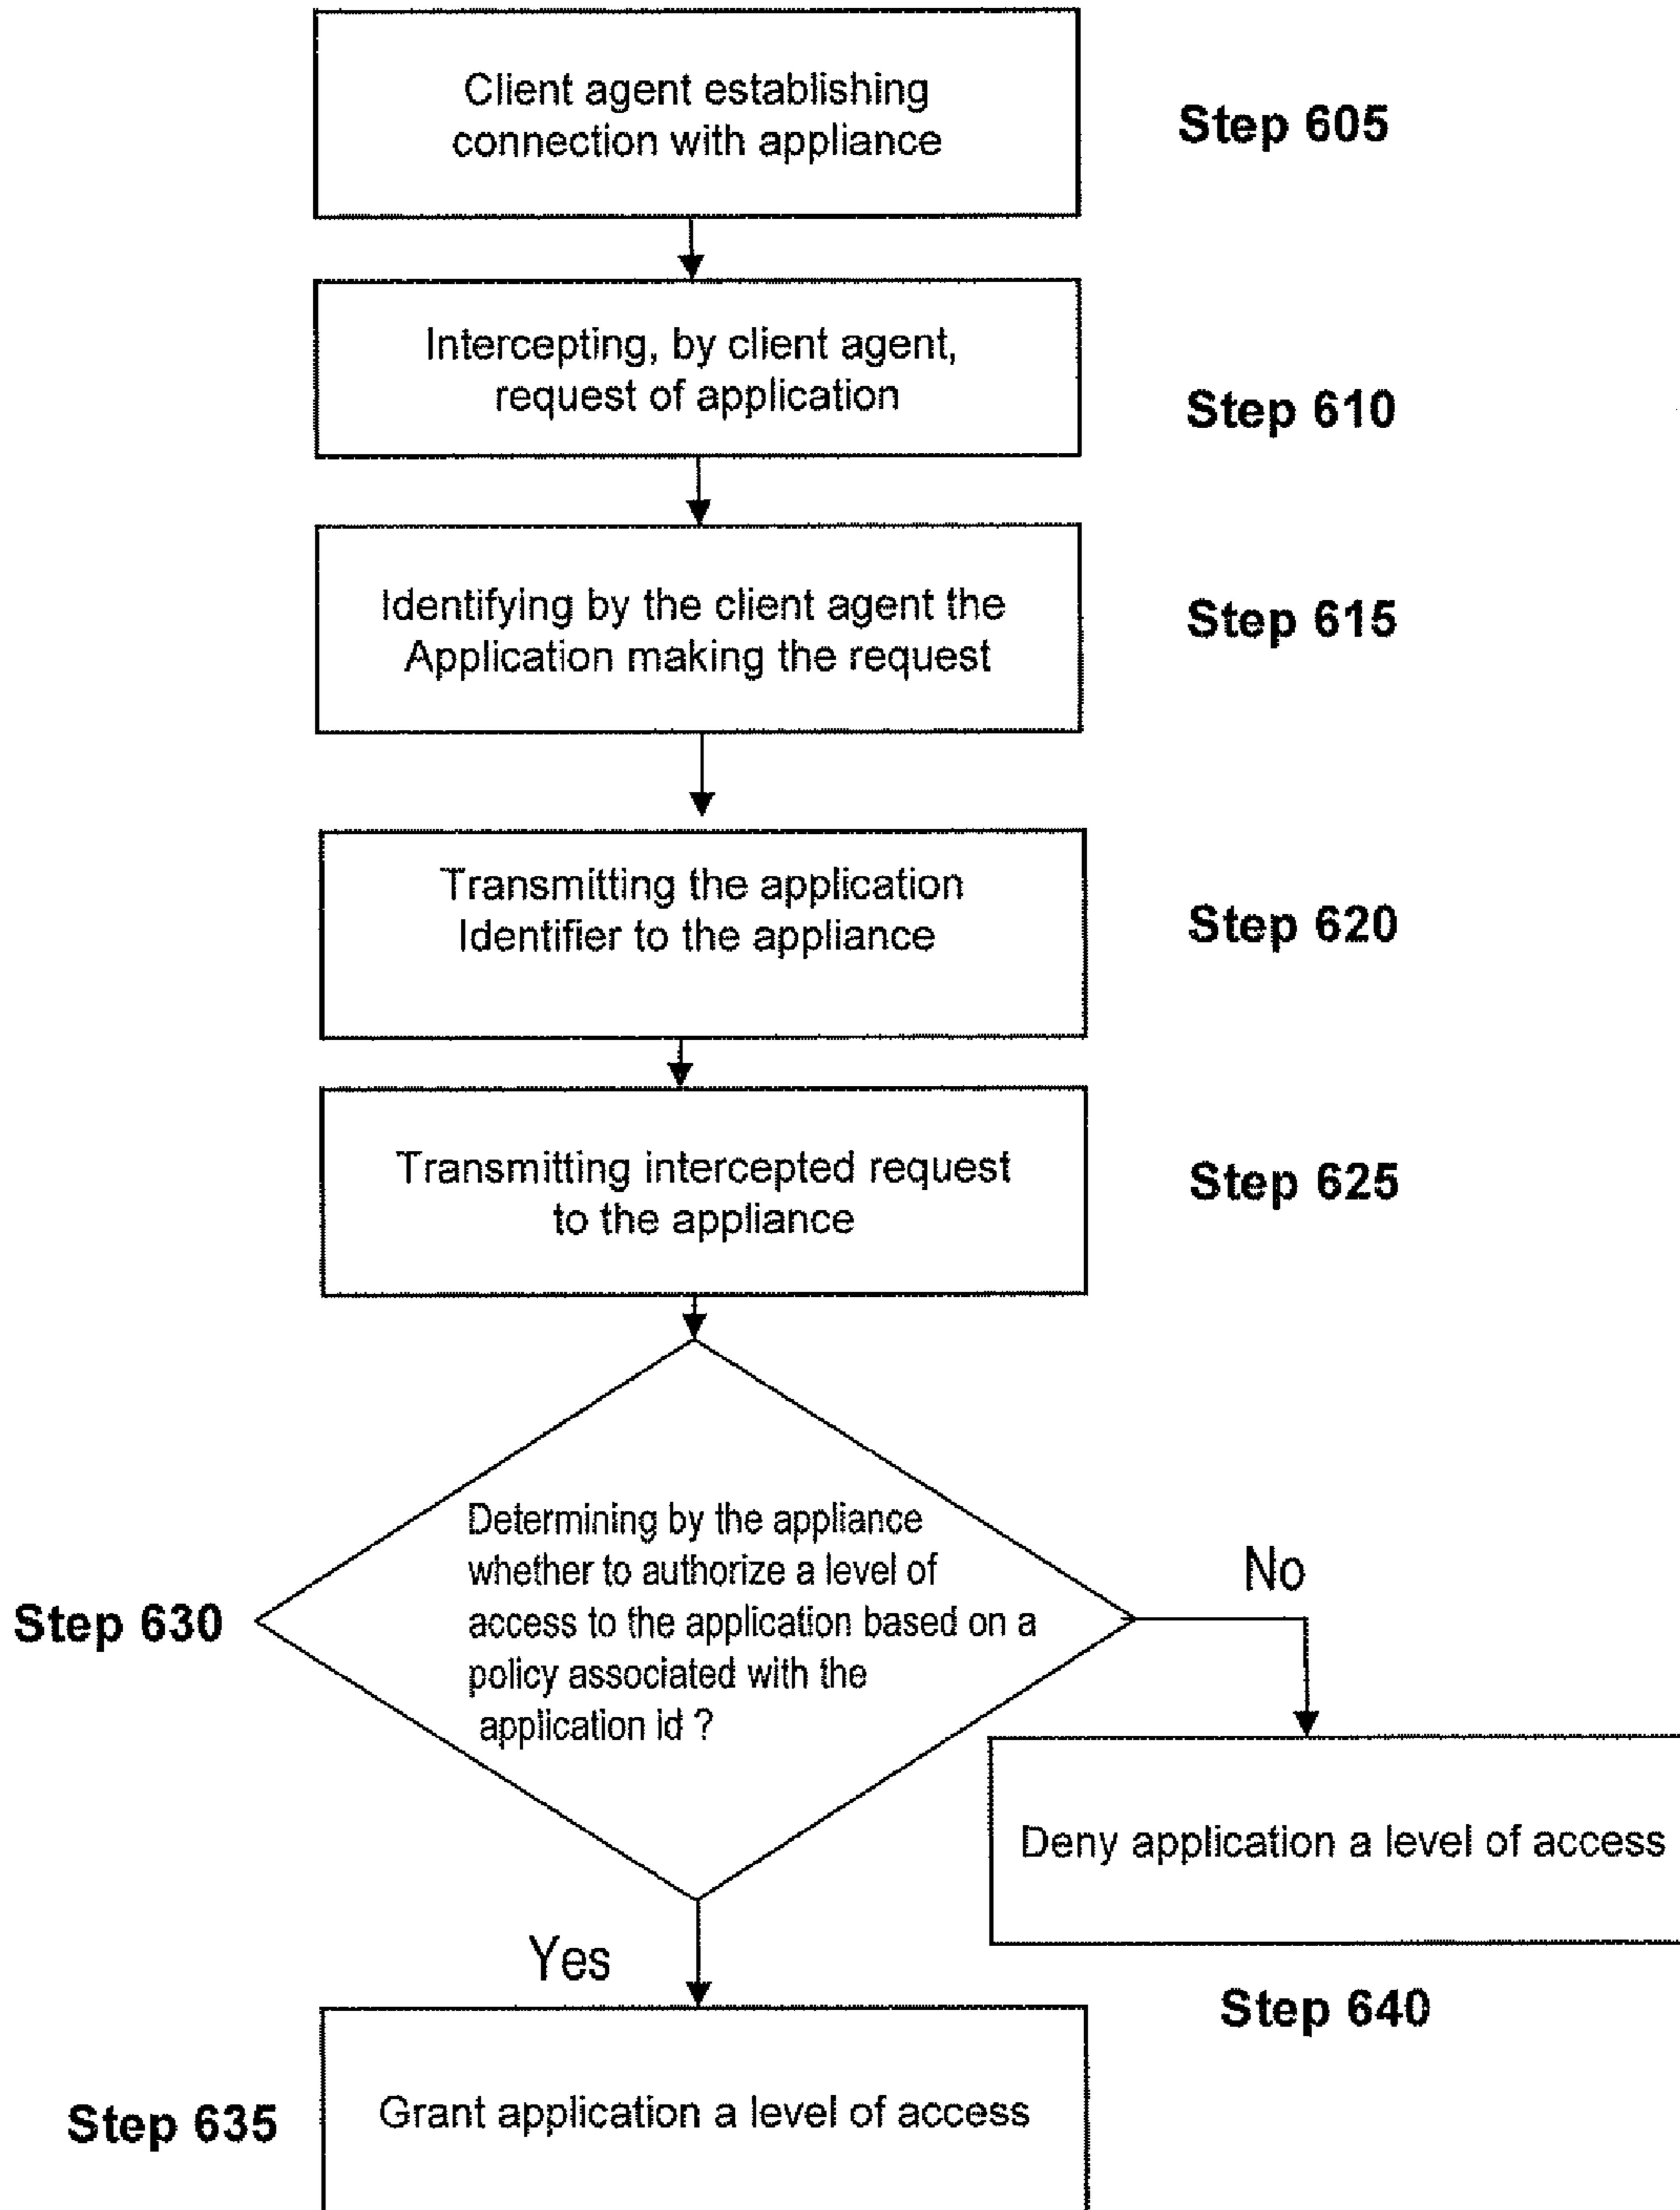 Client agent establishing
connection with appliance
Step 605
Intercepting, by client agent,
request of application
Step 610
Identifying by the client agent the
Application making the request
Step 615
Transmitting the application
Identifier to the appliance
Step 620
Transmitting intercepted request
to the appliance
Step 625
Determining by the appliance
whether to authorize a level of
access to the application based on a
policy associated with the
application id ?
Step 630
No
Deny application a level of access
Step 640
Yes
Grant application a level of access
Step 635